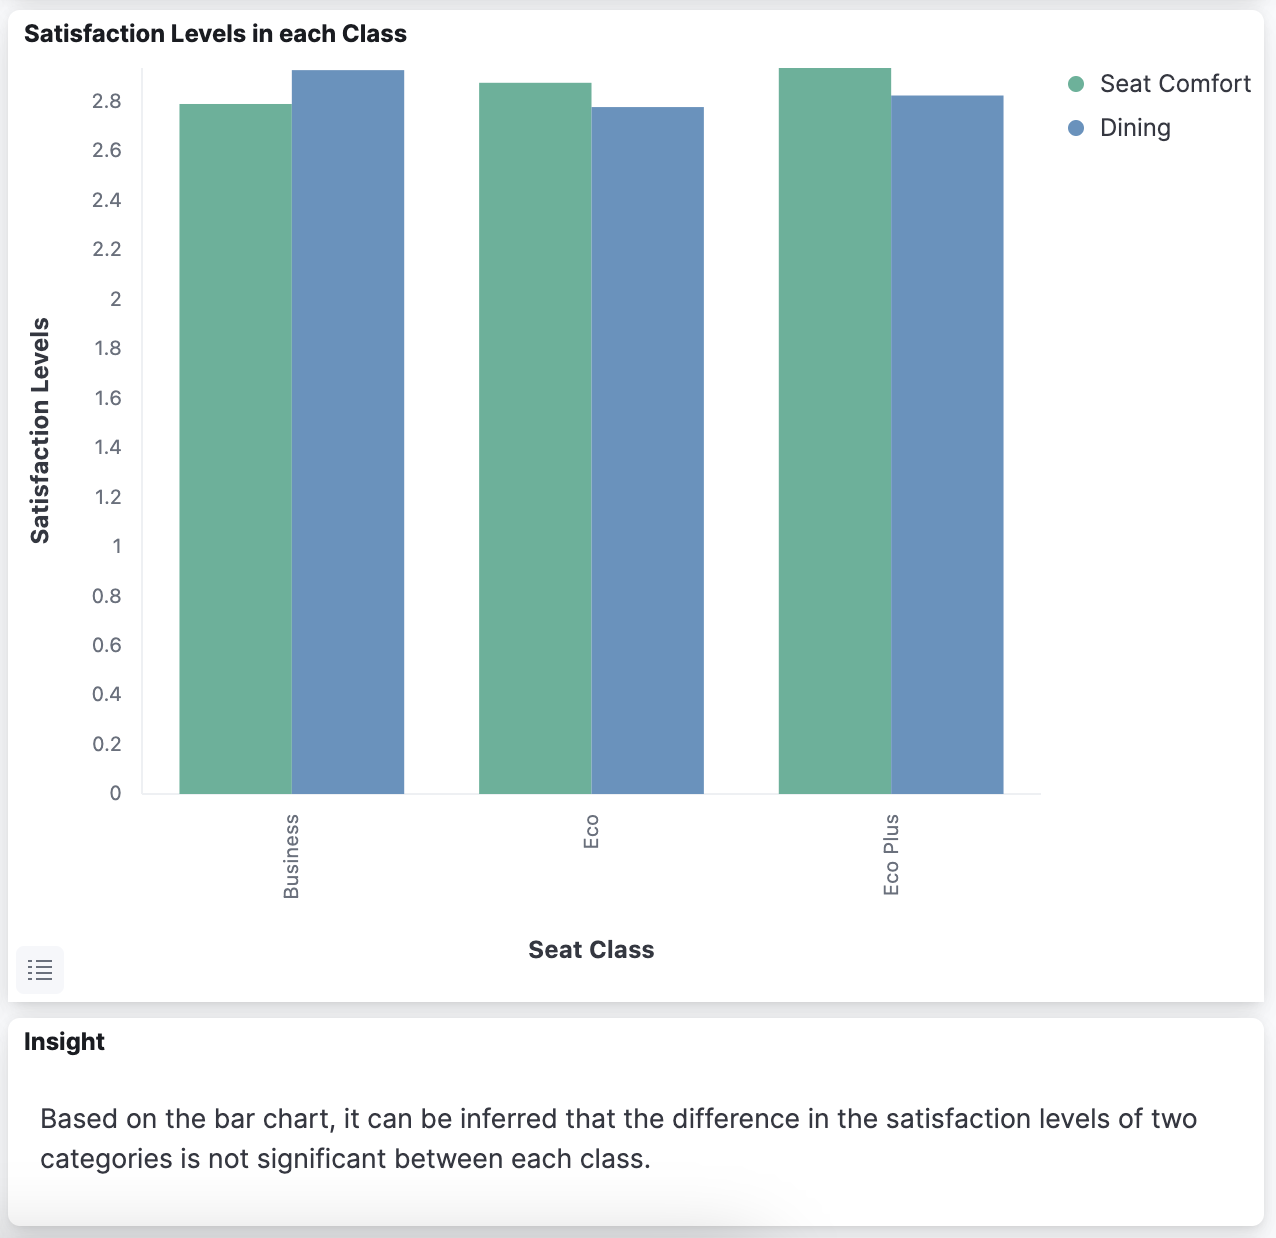 Satisfaction Levels in each Class
Seat Comfort
Dining
Satisfaction Levels
2.8
2.6
2.4
2.2
2
1.8
1.6
1.4
1.2
1
0.8
0.6
0.4
0.2
0
Business
Eco
Eco Plus
Seat Class
Insight
Based on the bar chart, it can be inferred that the difference in the satisfaction levels of two
categories is not significant between each class.